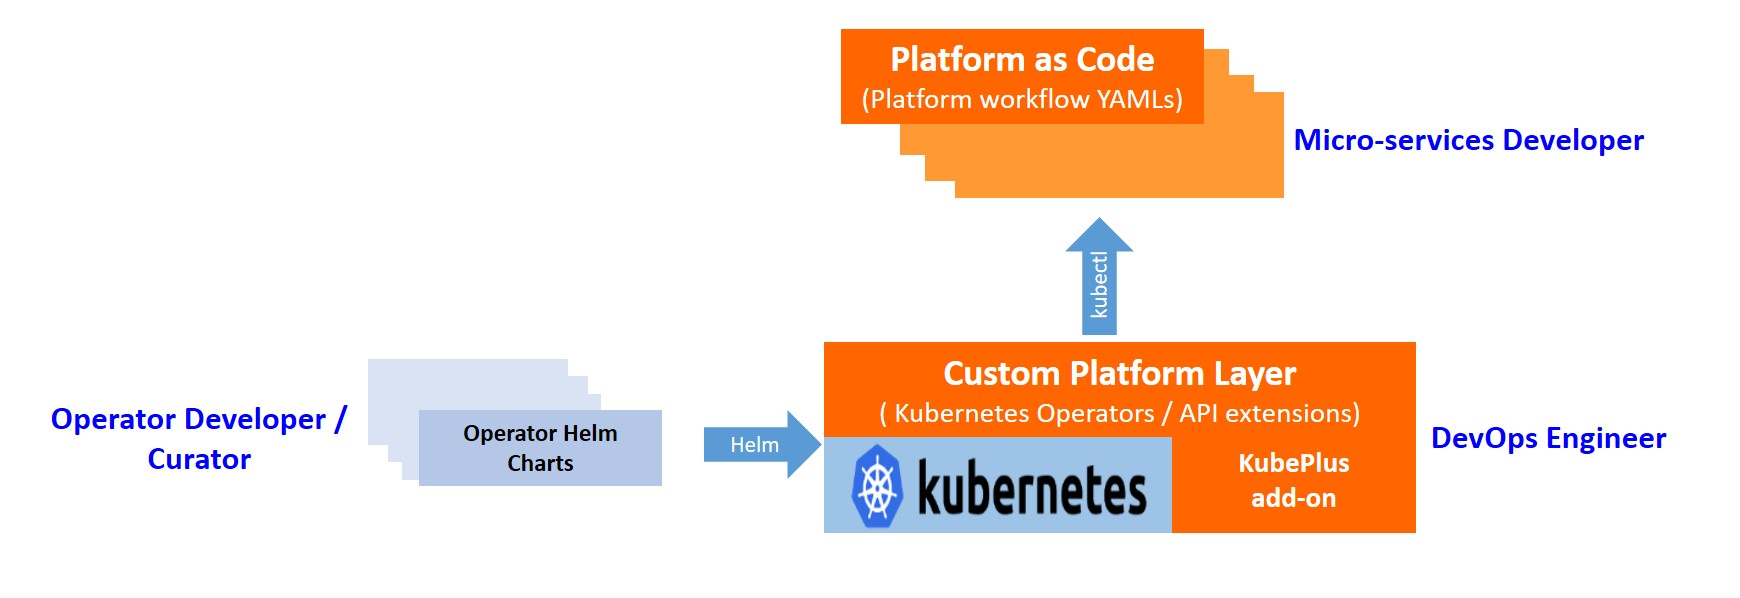 Platform as Code
(Platform workflow YAMLs)
Micro-services Developer
kubectl
Custom Platform Layer
( Kubernetes Operators / API extensions)
Operator Developer /
Curator
Operator Helm
Charts
Helm
kubernetes
KubePlus
add-on
DevOps Engineer